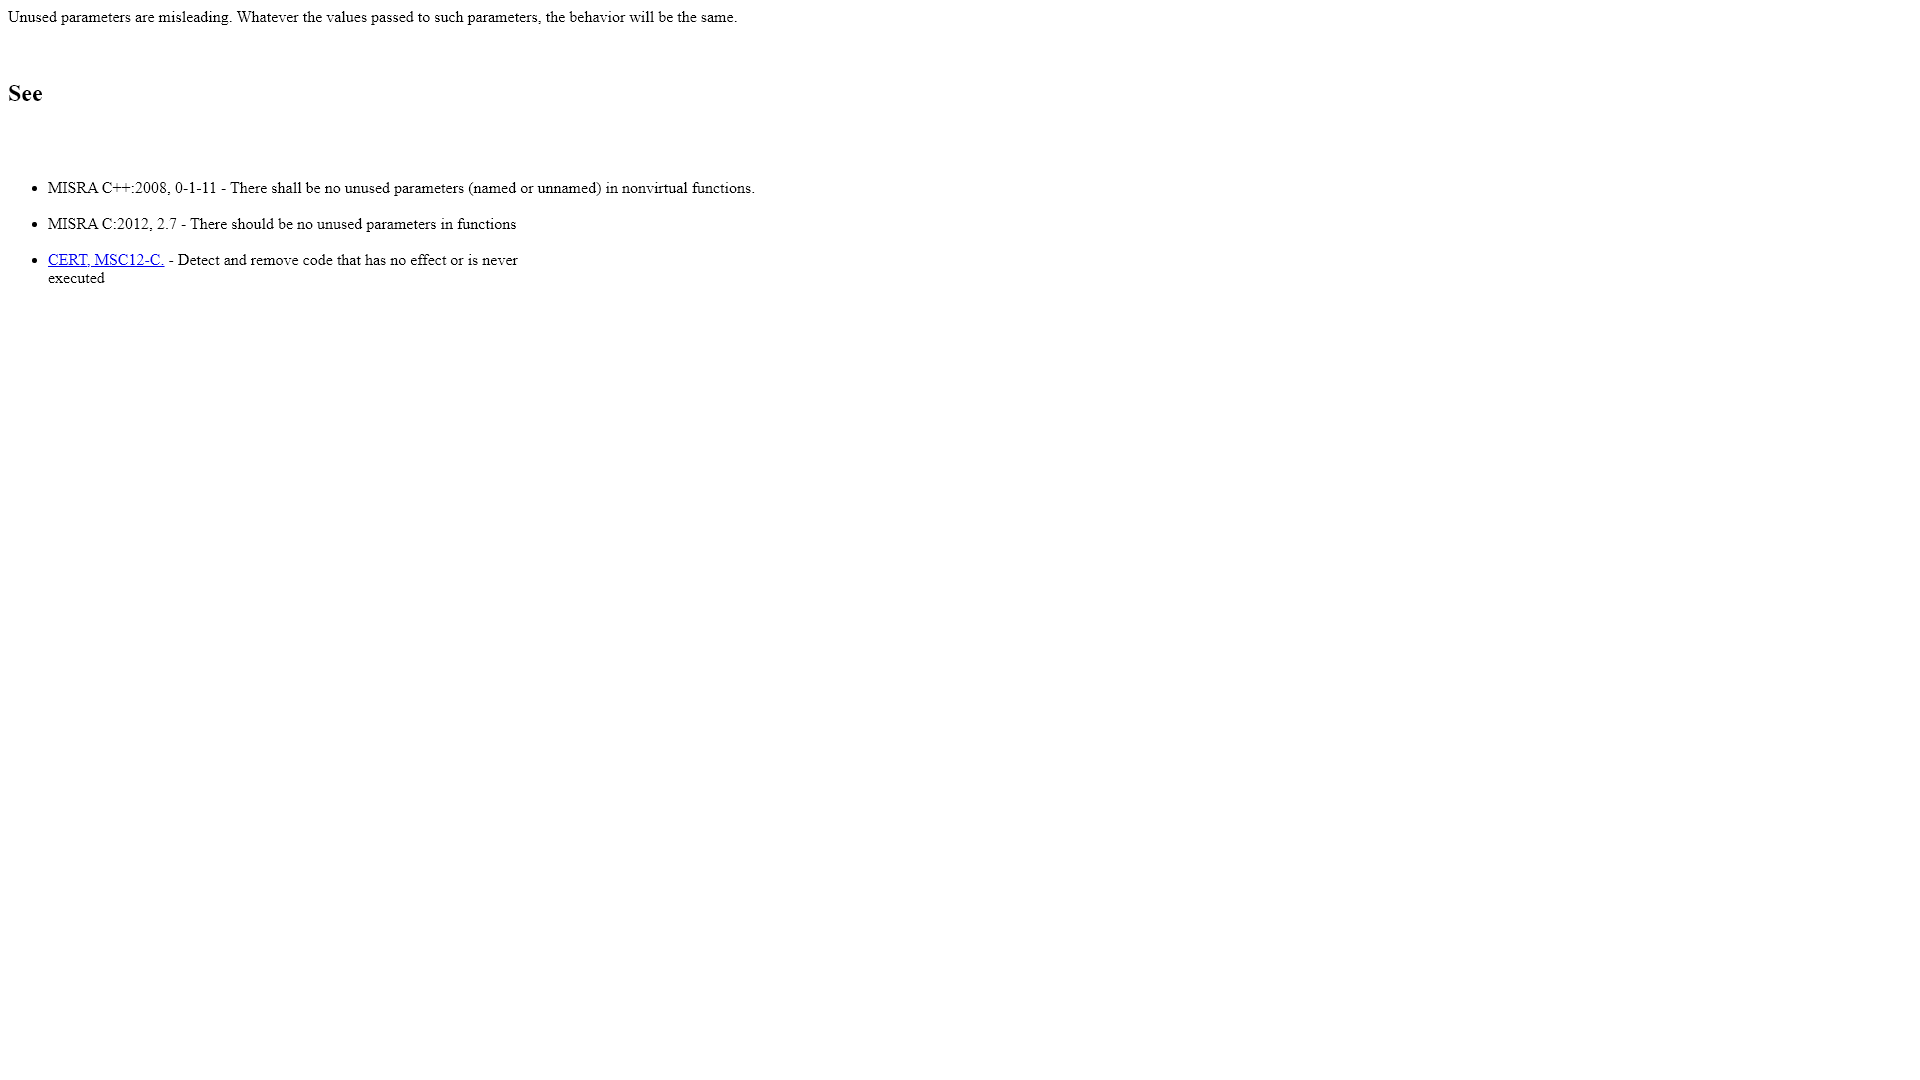 Unused parameters are misleading. Whatever the values passed to such parameters, the behavior will be the same.
See
MISRA C++:2008, 0-1-11 - There shall be no unused parameters (named or unnamed) in nonvirtual functions.
MISRA C:2012, 2.7 - There should be no unused parameters in functions
CERT, MSC12-C. - Detect and remove code that has no effect or is never
executed